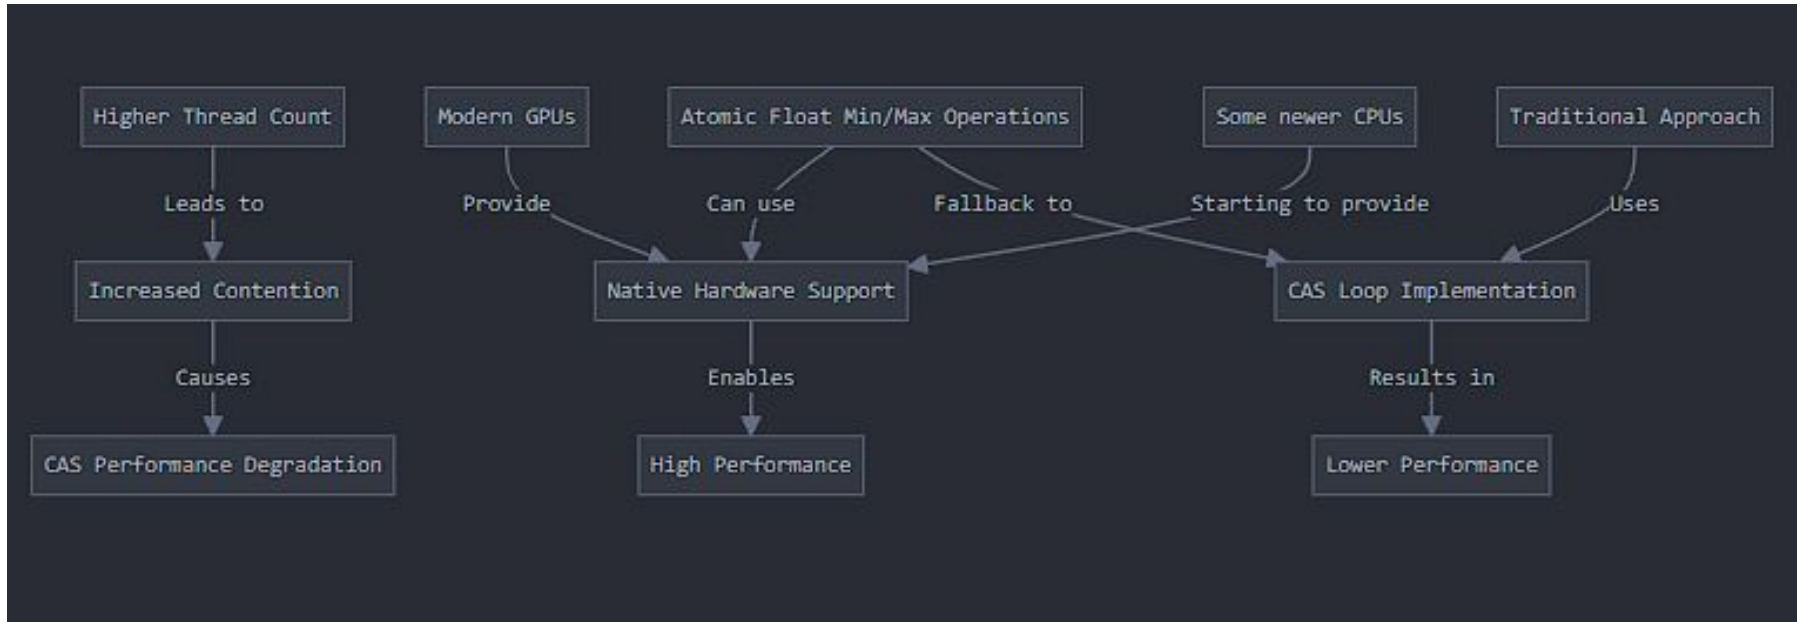 Higher Thread Count
Modern GPUs
Atomic Float Min/Max Operations
Some newer CPUs
Traditional Approach
Leads to
Provide
Can use
Fallback to
Starting to provide
Uses
Increased Contention
Native Hardware Support
CAS Loop Implementation
Causes
Enables
Results in
CAS Performance Degradation
High Performance
Lower Performance